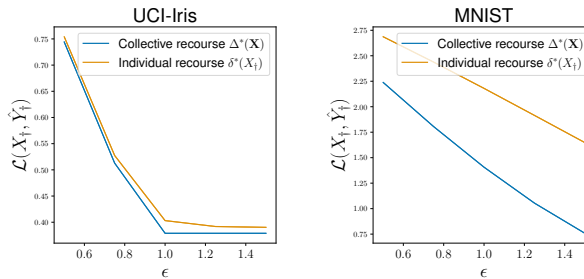 UCI-Iris
Collective recourse Δ*(X)
Individual recourse δ*(X†)
0.75
0.70
0.65
0.60
0.55
0.50
0.45
0.40
L(X†, Ŷ†)
0.6 0.8 1.0 1.2 1.4
ϵ
MNIST
Collective recourse Δ*(X)
Individual recourse δ*(X†)
2.75
2.50
2.25
2.00
1.75
1.50
1.25
1.00
0.75
L(X†, Ŷ†)
0.6 0.8 1.0 1.2 1.4
ϵ